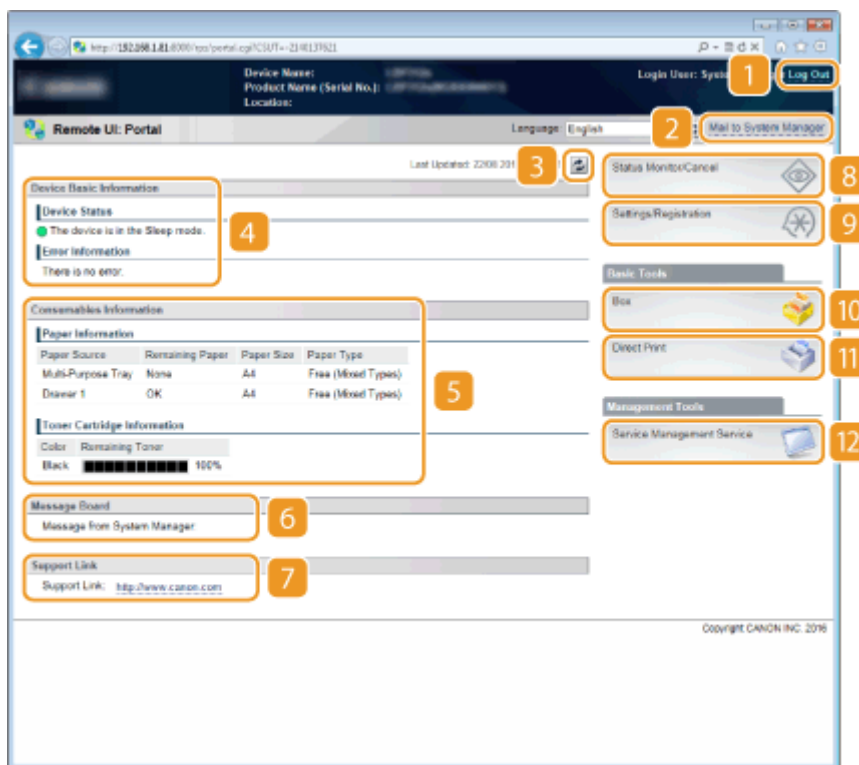 http://192.168.1.81:8000/rps/portal.cgi?CSUT=-2140137621
Device Name:
Product Name (Serial No.):
Location:
Login User: System
1
Log Out
Remote UI: Portal
Language: English
2
Mail to System Manager
Last Updated: 22/08 201
3
Device Basic Information
Device Status
The device is in the Sleep mode.
Error Information
There is no error.
4
Status Monitor/Cancel
8
Settings/Registration
9
Consumables Information
Paper Information
Paper Source Remaining Paper Paper Size Paper Type
Multi-Purpose Tray None A4 Free (Mixed Types)
Drawer 1 OK A4 Free (Mixed Types)
Toner Cartridge Information
Color Remaining Toner
Black 100%
5
Basic Tools
Box
10
Direct Print
11
Management Tools
Service Management Service
12
Message Board
Message from System Manager
6
Support Link
Support Link: http://www.canon.com
7
Copyright CANON INC. 2016